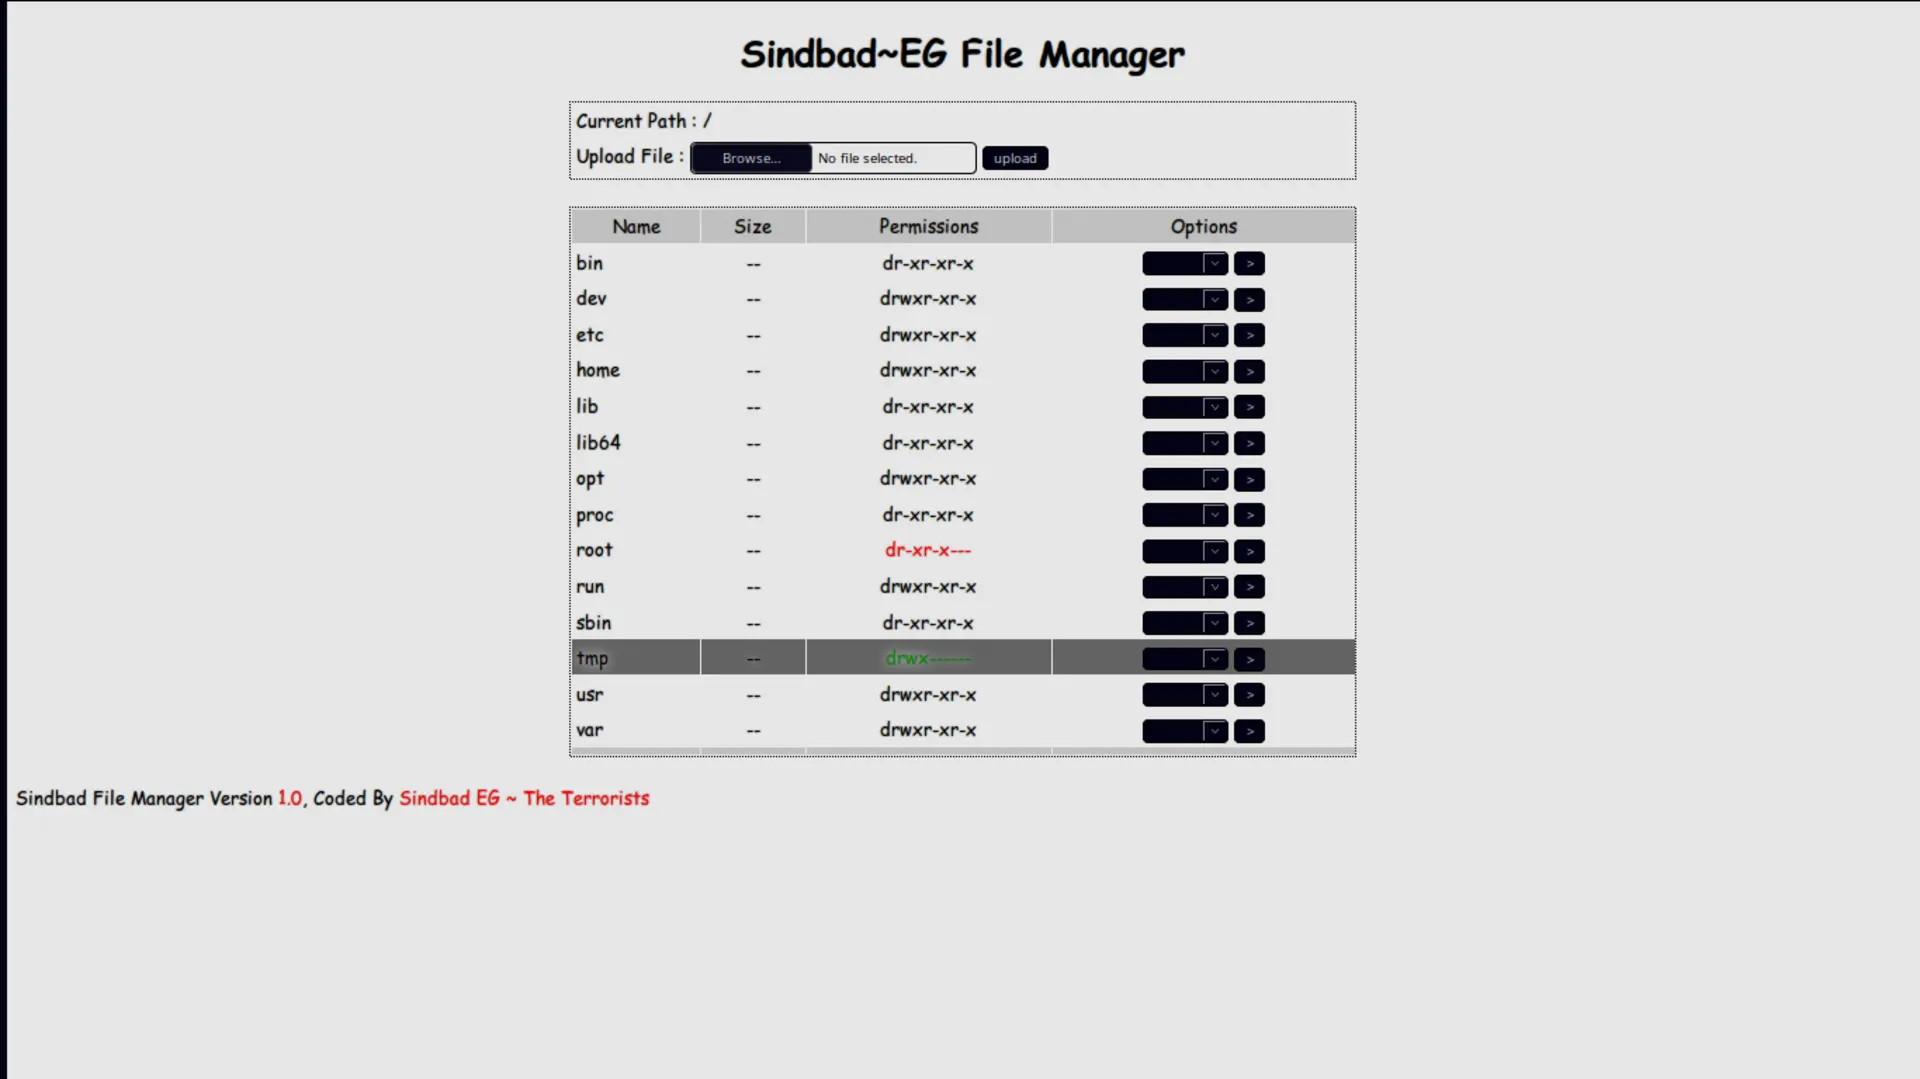 Sindbad~EG File Manager
Current Path : /
Upload File : Browse... No file selected. upload
Name Size Permissions Options
bin -- dr-xr-xr-x >
dev -- drwxr-xr-x >
etc -- drwxr-xr-x >
home -- drwxr-xr-x >
lib -- dr-xr-xr-x >
lib64 -- dr-xr-xr-x >
opt -- drwxr-xr-x >
proc -- dr-xr-xr-x >
root -- dr-xr-x--- >
run -- drwxr-xr-x >
sbin -- dr-xr-xr-x >
tmp -- drwx------ >
usr -- drwxr-xr-x >
var -- drwxr-xr-x >
Sindbad File Manager Version 1.0, Coded By Sindbad EG ~ The Terrorists